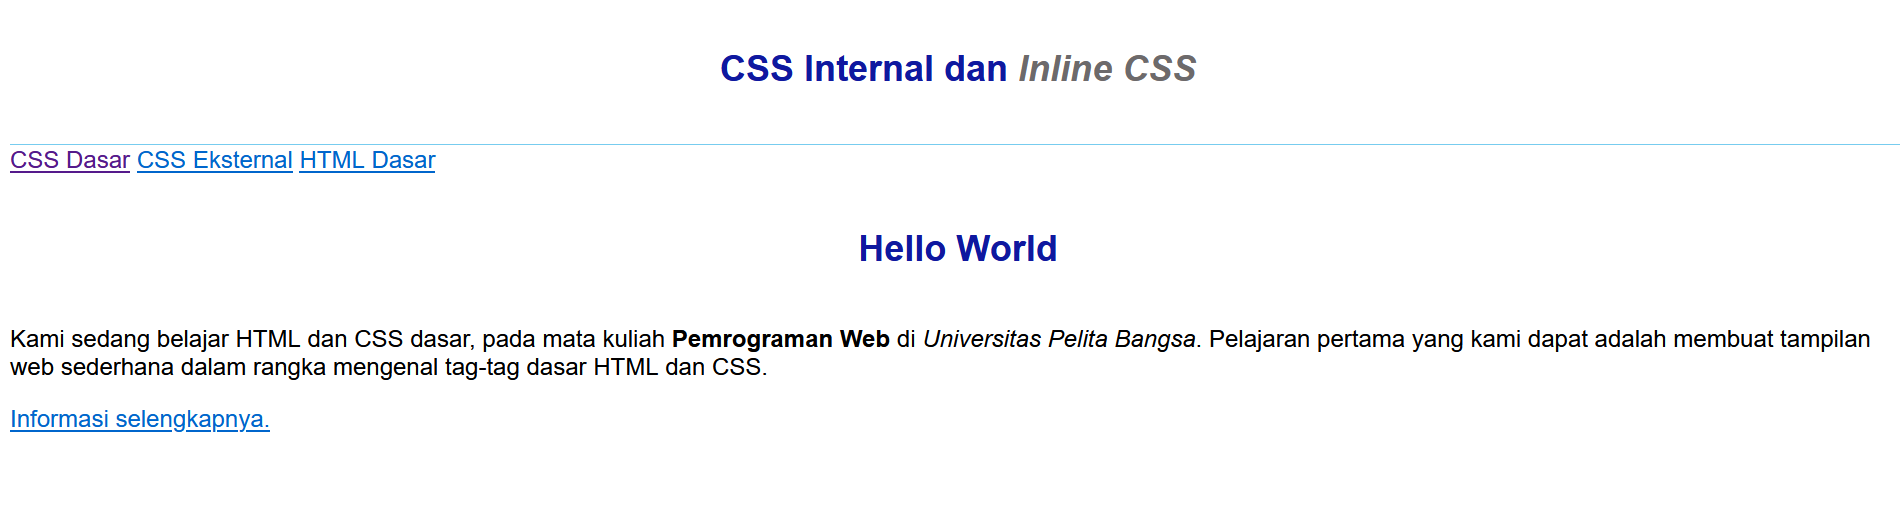 CSS Internal dan Inline CSS
CSS Dasar CSS Eksternal HTML Dasar
Hello World
Kami sedang belajar HTML dan CSS dasar, pada mata kuliah Pemrograman Web di Universitas Pelita Bangsa. Pelajaran pertama yang kami dapat adalah membuat tampilan
web sederhana dalam rangka mengenal tag-tag dasar HTML dan CSS.
Informasi selengkapnya.